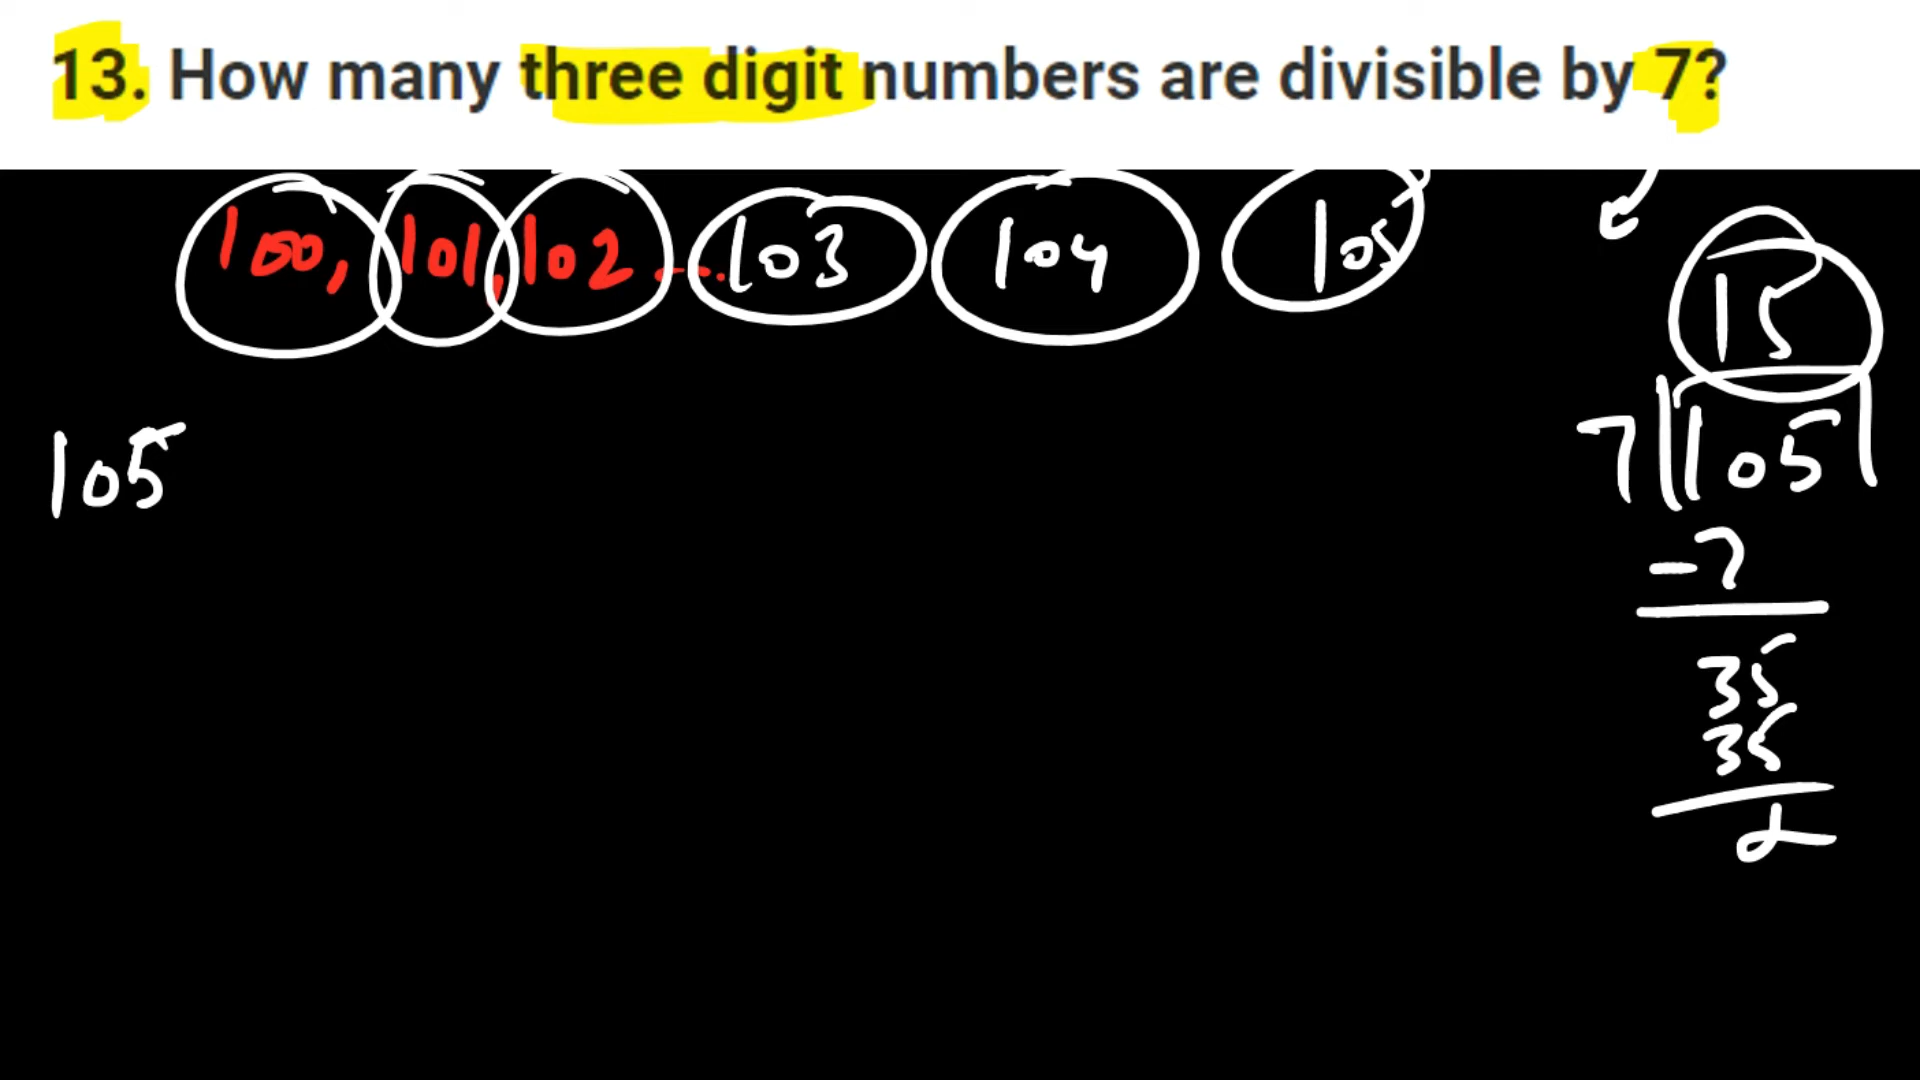 13. How many three digit numbers are divisible by 7?
100, 101, 102 ..... 103 104 105
15
105 7 105
-7
35
35
0